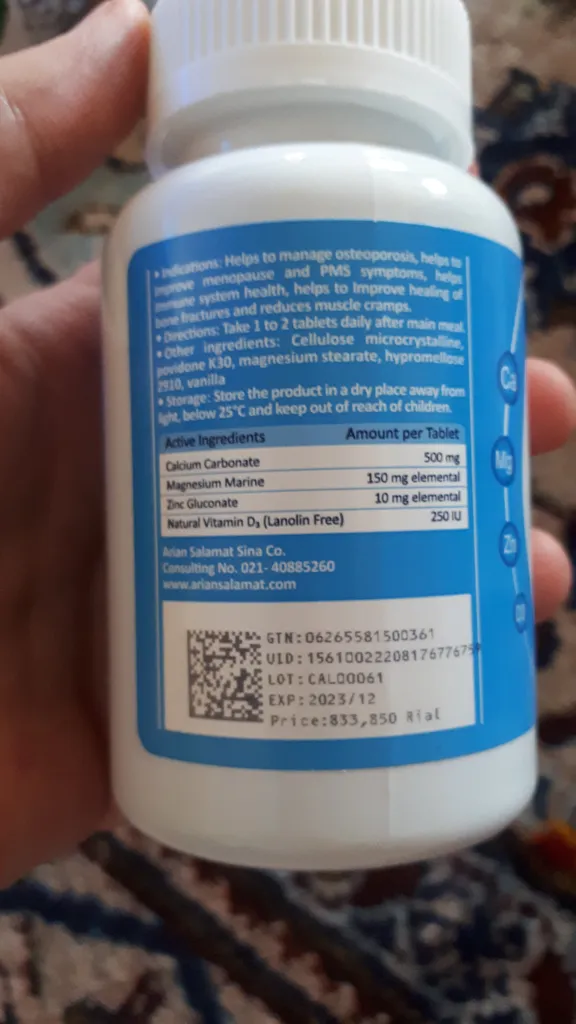 • Indications: Helps to manage osteoporosis, helps to
improve menopause and PMS symptoms, helps
immune system health, helps to Improve healing of
bone fractures and reduces muscle cramps.
• Directions: Take 1 to 2 tablets daily after main meal.
• Other ingredients: Cellulose microcrystalline,
povidone K30, magnesium stearate, hypromellose
2910, vanilla
• Storage: Store the product in a dry place away from
light, below 25°C and keep out of reach of children.
Active Ingredients Amount per Tablet
Calcium Carbonate 500 mg
Magnesium Marine 150 mg elemental
Zinc Gluconate 10 mg elemental
Natural Vitamin D₃ (Lanolin Free) 250 IU
Arian Salamat Sina Co.
Consulting No. 021- 40885260
www.ariansalamat.com
GTN:06265581500361
LOT:CAL00061
EXP:2023/12
Price:833,850 Rial
Ca
Mg
Zn